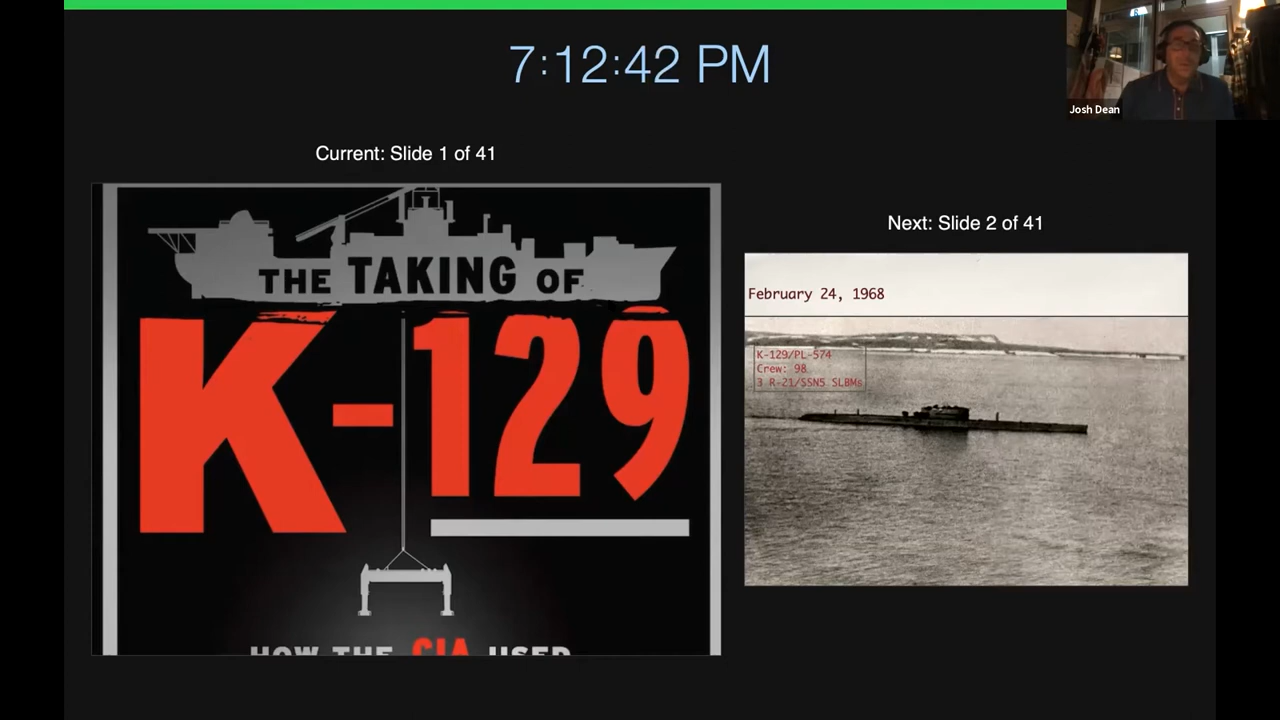 7:12:42 PM
Josh Dean
Current: Slide 1 of 41
THE TAKING OF
K-129
HOW THE CIA USED
Next: Slide 2 of 41
February 24, 1968
K-129/PL-574
Crew: 98
3 R-21/SSN5 SLBMs